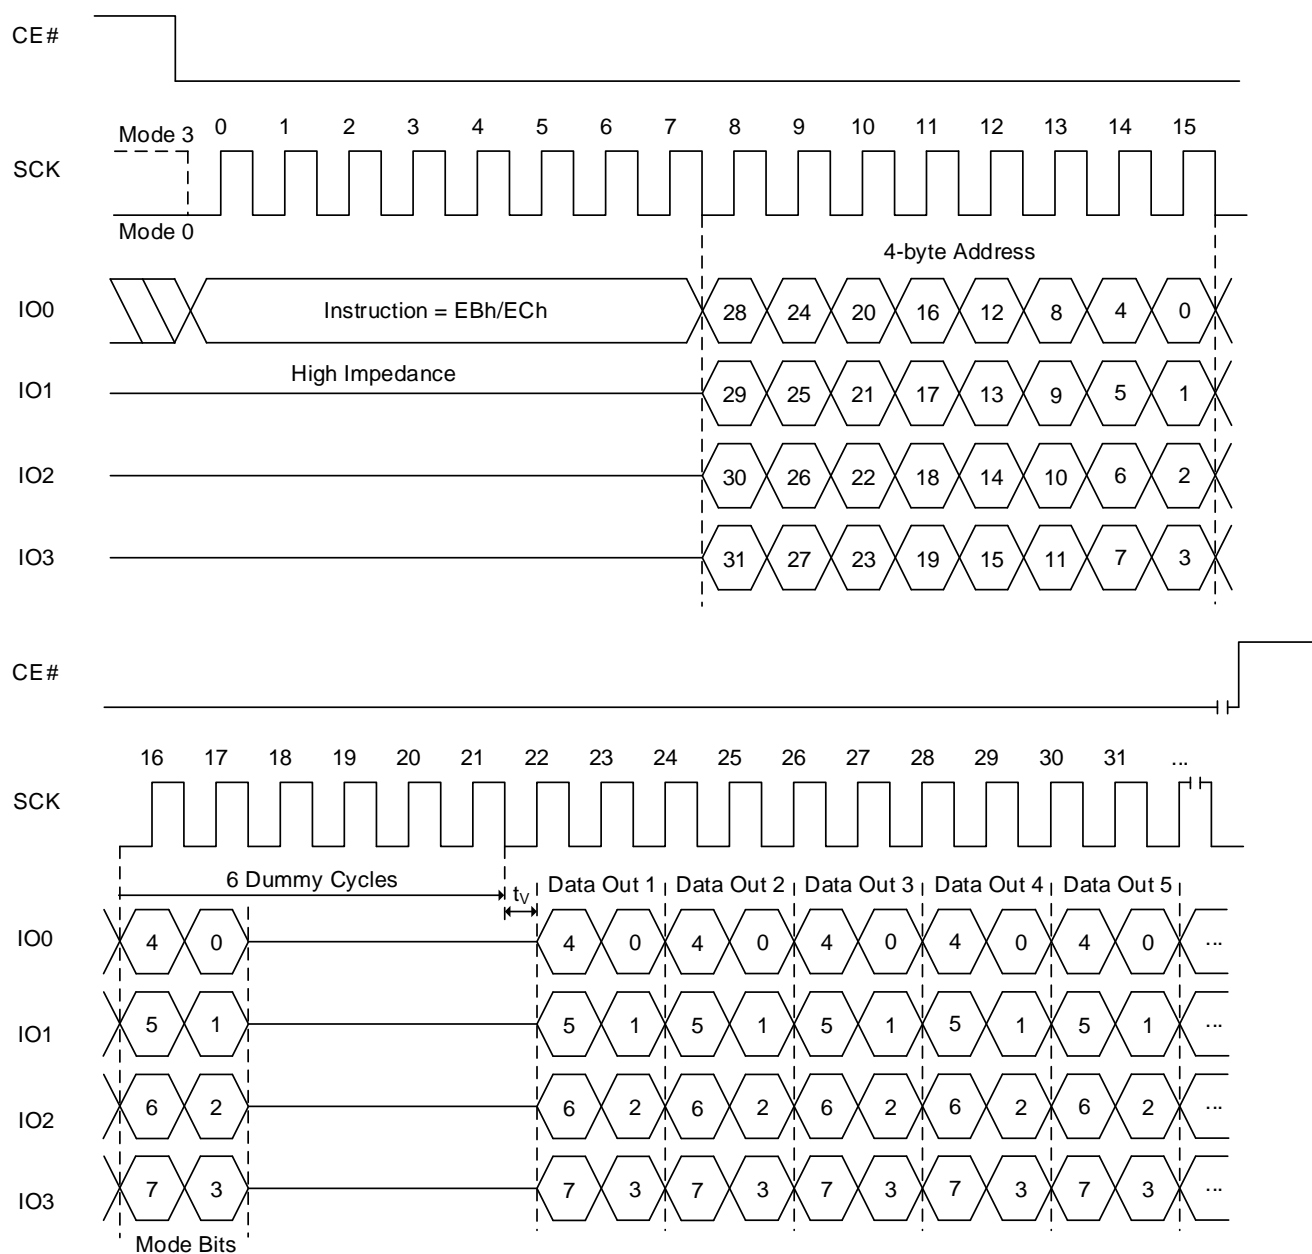 CE#
Mode 3 0 1 2 3 4 5 6 7 8 9 10 11 12 13 14 15
SCK
Mode 0
4-byte Address
IO0 Instruction = EBh/ECh 28 24 20 16 12 8 4 0
High Impedance
IO1 29 25 21 17 13 9 5 1
IO2 30 26 22 18 14 10 6 2
IO3 31 27 23 19 15 11 7 3
CE#
16 17 18 19 20 21 22 23 24 25 26 27 28 29 30 31 ...
SCK
6 Dummy Cycles tV Data Out 1 Data Out 2 Data Out 3 Data Out 4 Data Out 5
IO0 4 0 4 0 4 0 4 0 4 0 4 0 ...
IO1 5 1 5 1 5 1 5 1 5 1 5 1 ...
IO2 6 2 6 2 6 2 6 2 6 2 6 2 ...
IO3 7 3 7 3 7 3 7 3 7 3 7 3 ...
Mode Bits